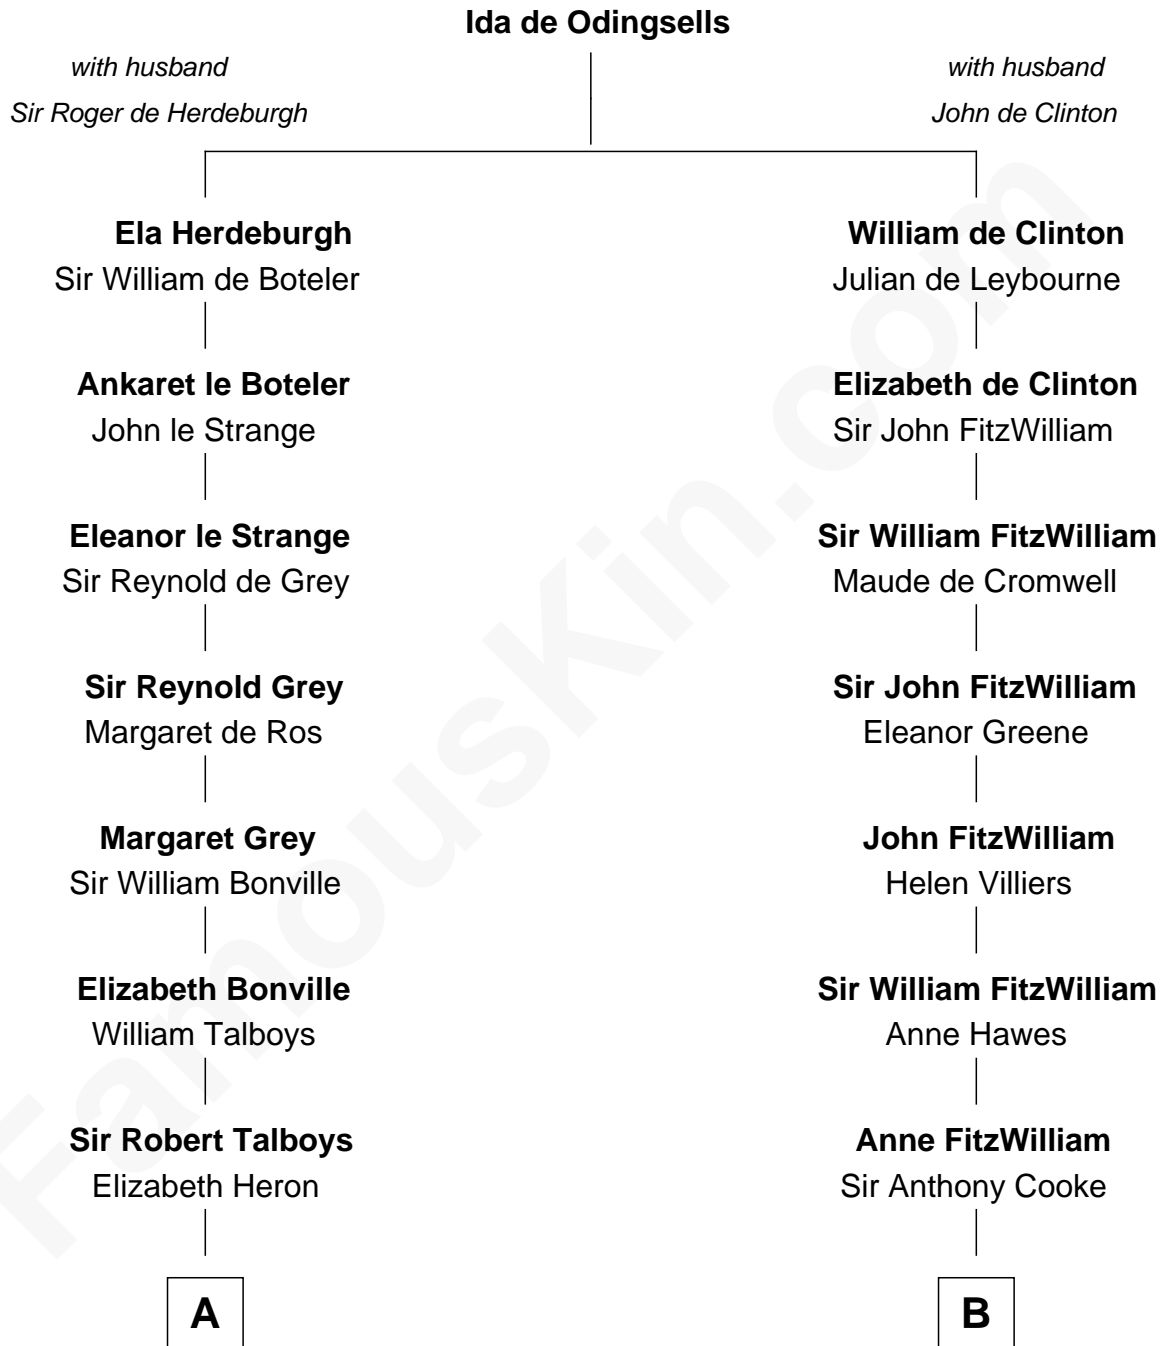 Ida de Odingsells
with husband
Sir Roger de Herdeburgh
with husband
John de Clinton
Ela Herdeburgh
Sir William de Boteler
William de Clinton
Julian de Leybourne
Ankaret le Boteler
John le Strange
Elizabeth de Clinton
Sir John FitzWilliam
Eleanor le Strange
Sir Reynold de Grey
Sir William FitzWilliam
Maude de Cromwell
Sir Reynold Grey
Margaret de Ros
Sir John FitzWilliam
Eleanor Greene
Margaret Grey
Sir William Bonville
John FitzWilliam
Helen Villiers
Elizabeth Bonville
William Talboys
Sir William FitzWilliam
Anne Hawes
Sir Robert Talboys
Elizabeth Heron
Anne FitzWilliam
Sir Anthony Cooke
A
B
FamousKin.com